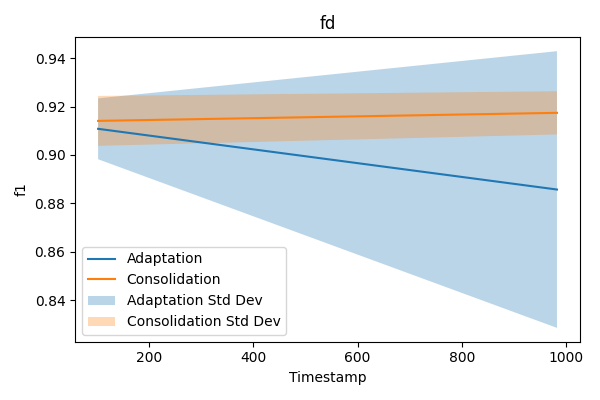 fd
f1
0.94
0.92
0.90
0.88
0.86
0.84
Adaptation
Consolidation
Adaptation Std Dev
Consolidation Std Dev
200
400
600
800
1000
Timestamp